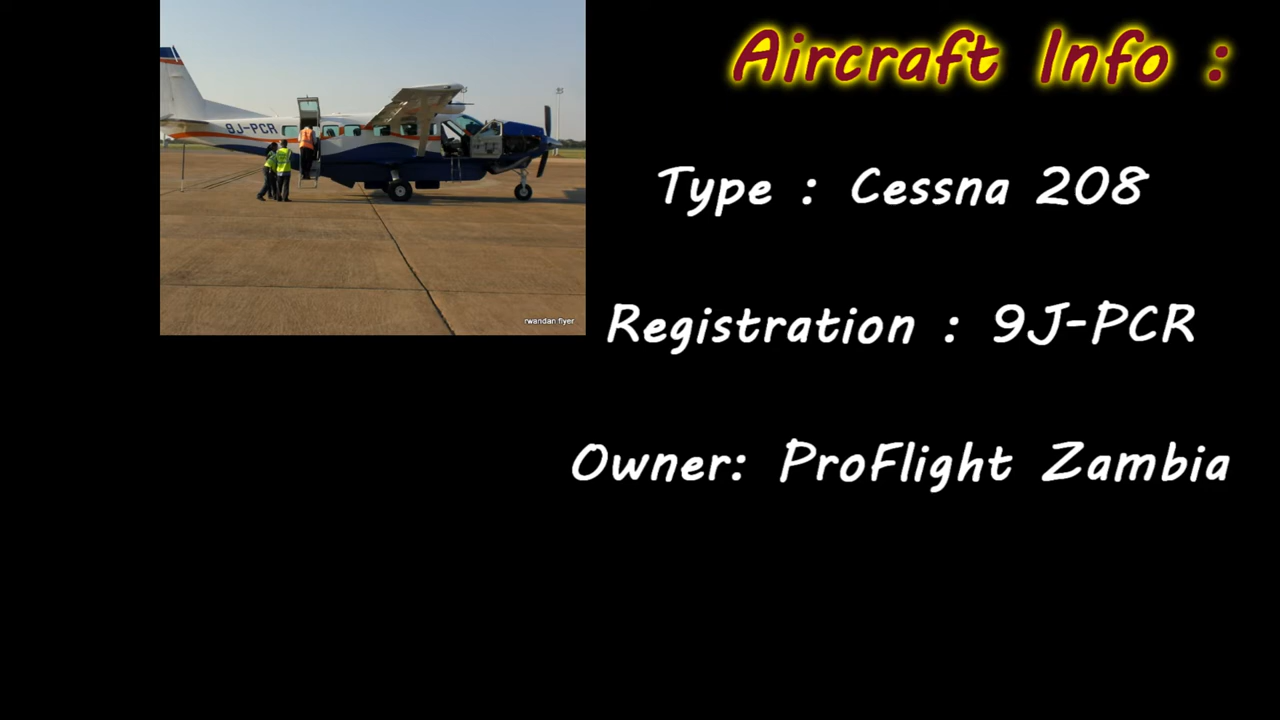 Aircraft Info :
9J-PCR
Type : Cessna 208
rwandan flyer
Registration : 9J-PCR
Owner: ProFlight Zambia